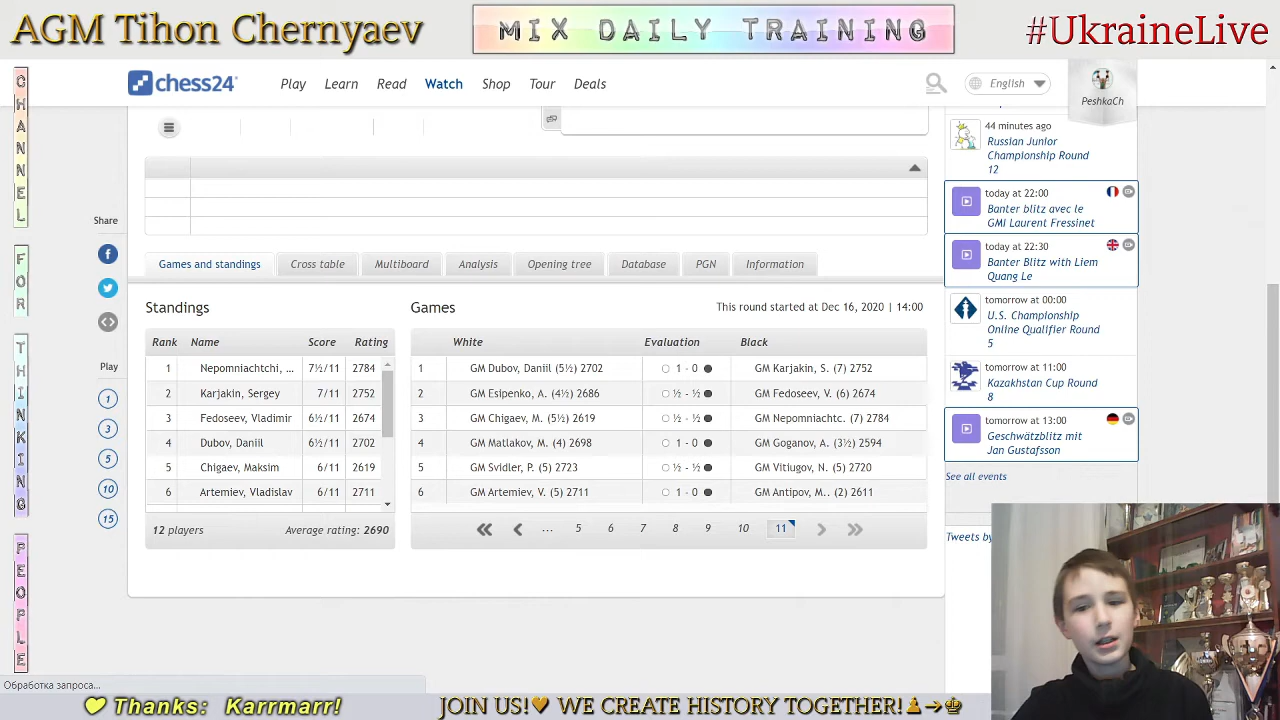 AGM Tihon Chernyaev
MIX DAILY TRAINING
#UkraineLive
CHANNEL
FOR
THINKING
PEOPLE
chess24
Play
Learn
Read
Watch
Shop
Tour
Deals
English
PeshkaCh
Share
Play
1
3
5
10
15
Games and standings
Cross table
Multiboard
Analysis
Opening tree
Database
PGN
Information
Standings
Rank Name Score Rating
1 Nepomniachtchi, ... 7½/11 2784
2 Karjakin, Sergey 7/11 2752
3 Fedoseev, Vladimir 6½/11 2674
4 Dubov, Daniil 6½/11 2702
5 Chigaev, Maksim 6/11 2619
6 Artemiev, Vladislav 6/11 2711
12 players Average rating: 2690
Games This round started at Dec 16, 2020 | 14:00
White Evaluation Black
1 GM Dubov, Daniil (5½) 2702 1 - 0 GM Karjakin, S. (7) 2752
2 GM Esipenko, A. (4½) 2686 ½ - ½ GM Fedoseev, V. (6) 2674
3 GM Chigaev, M. (5½) 2619 ½ - ½ GM Nepomniachtc. (7) 2784
4 GM Matlakov, M. (4) 2698 1 - 0 GM Goganov, A. (3½) 2594
5 GM Svidler, P. (5) 2723 ½ - ½ GM Vitiugov, N. (5) 2720
6 GM Artemiev, V. (5) 2711 1 - 0 GM Antipov, M.. (2) 2611
... 5 6 7 8 9 10 11
44 minutes ago
Russian Junior
Championship Round
12
today at 22:00
Banter blitz avec le
GMI Laurent Fressinet
today at 22:30
Banter Blitz with Liem
Quang Le
tomorrow at 00:00
U.S. Championship
Online Qualifier Round
5
tomorrow at 11:00
Kazakhstan Cup Round
8
tomorrow at 13:00
Geschwätzblitz mit
Jan Gustafsson
See all events
Tweets by
Обработка запроса...
Thanks: Karrmarr!
JOIN US! WE CREATE HISTORY TOGETHER!